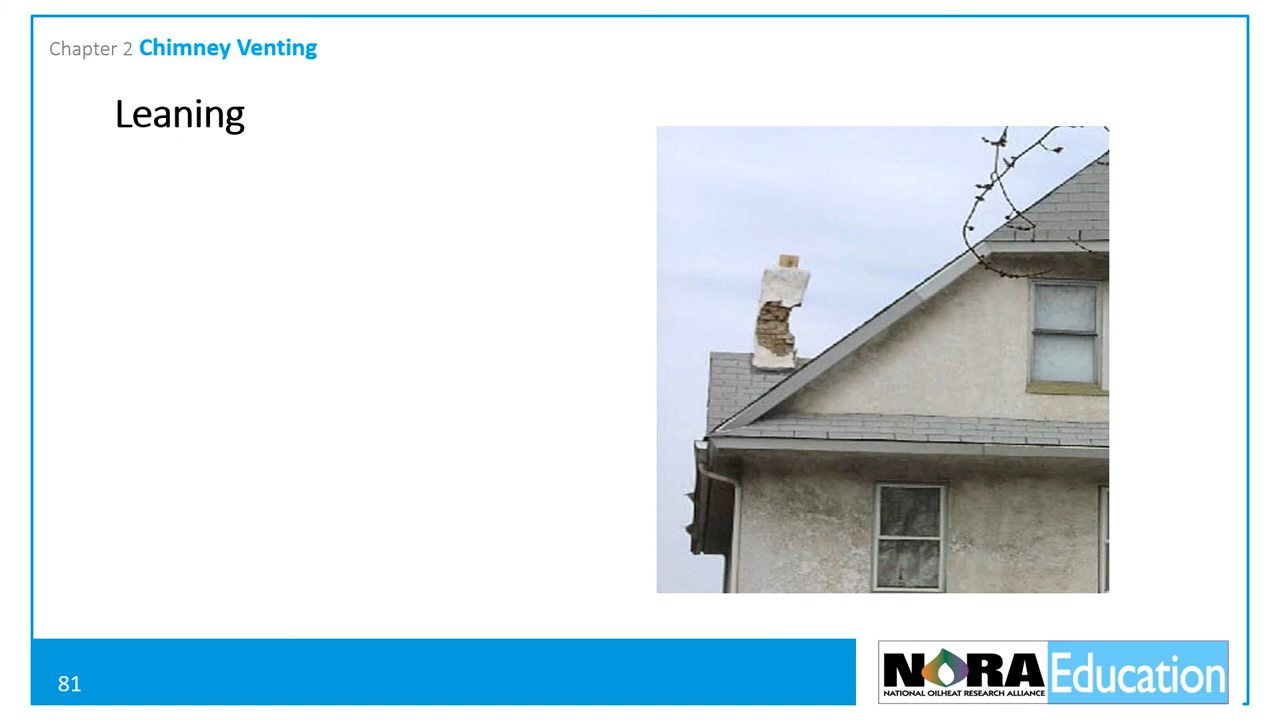 Chapter 2 Chimney Venting
Leaning
81
NORA Education
NATIONAL OILHEAT RESEARCH ALLIANCE